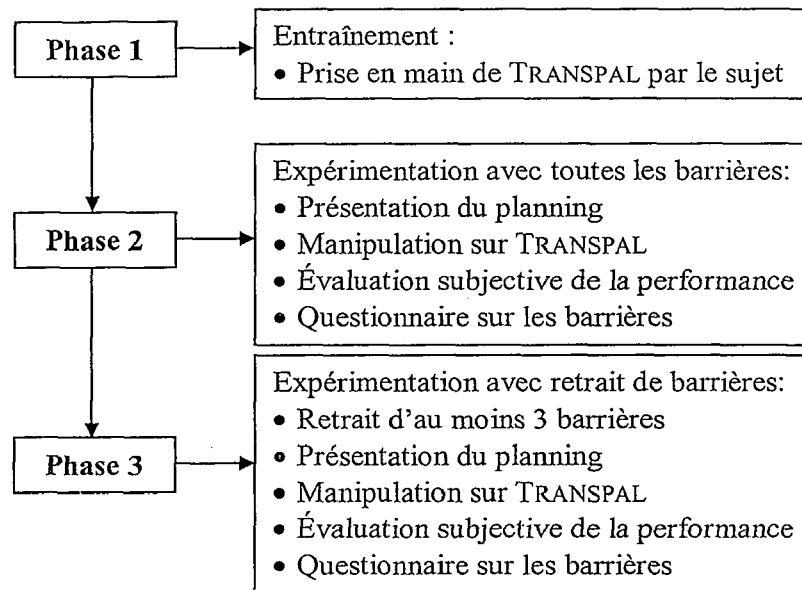 Phase 1
Entraînement :
• Prise en main de TRANSPAL par le sujet
Phase 2
Expérimentation avec toutes les barrières:
• Présentation du planning
• Manipulation sur TRANSPAL
• Évaluation subjective de la performance
• Questionnaire sur les barrières
Phase 3
Expérimentation avec retrait de barrières:
• Retrait d'au moins 3 barrières
• Présentation du planning
• Manipulation sur TRANSPAL
• Évaluation subjective de la performance
• Questionnaire sur les barrières